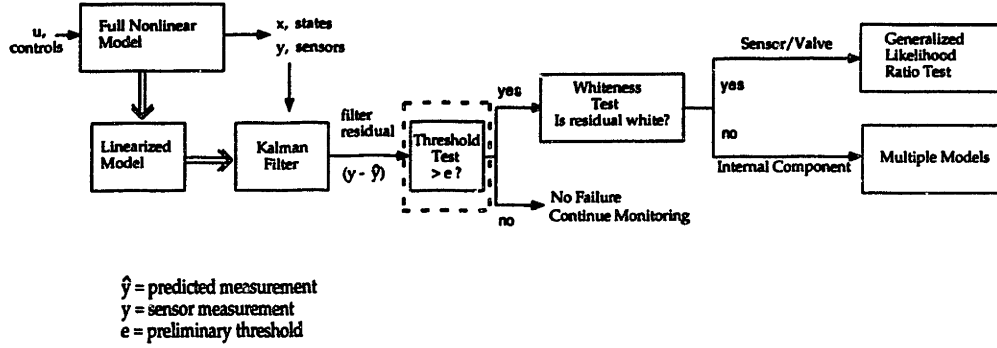 u,
controls
Full Nonlinear
Model
x, states
y, sensors
Linearized
Model
Kalman
Filter
filter
residual
(y - ŷ)
Threshold
Test
> e ?
yes
no
No Failure
Continue Monitoring
Whiteness
Test
Is residual white?
Sensor/Valve
yes
no
Internal Component
Generalized
Likelihood
Ratio Test
Multiple Models
ŷ = predicted measurement
y = sensor measurement
e = preliminary threshold